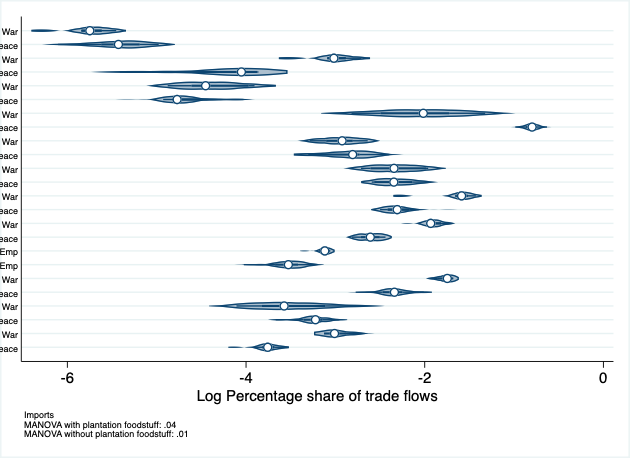 War
eace
War
eace
War
eace
War
eace
War
eace
War
eace
War
eace
War
eace
Emp
Emp
War
eace
War
eace
War
eace
-6 -4 -2 0
Log Percentage share of trade flows
Imports
MANOVA with plantation foodstuff: .04
MANOVA without plantation foodstuff: .01